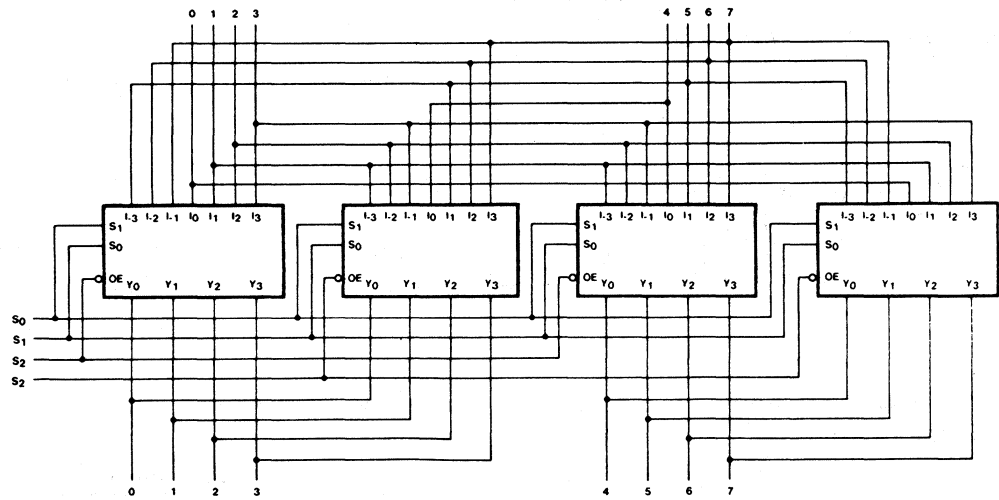 0 1 2 3 4 5 6 7
I-3 I-2 I-1 I0 I1 I2 I3 I-3 I-2 I-1 I0 I1 I2 I3 I-3 I-2 I-1 I0 I1 I2 I3 I-3 I-2 I-1 I0 I1 I2 I3
S1 S1 S1 S1
S0 S0 S0 S0
OE OE OE OE
Y0 Y1 Y2 Y3 Y0 Y1 Y2 Y3 Y0 Y1 Y2 Y3 Y0 Y1 Y2 Y3
S0
S1
S2
S2
0 1 2 3 4 5 6 7